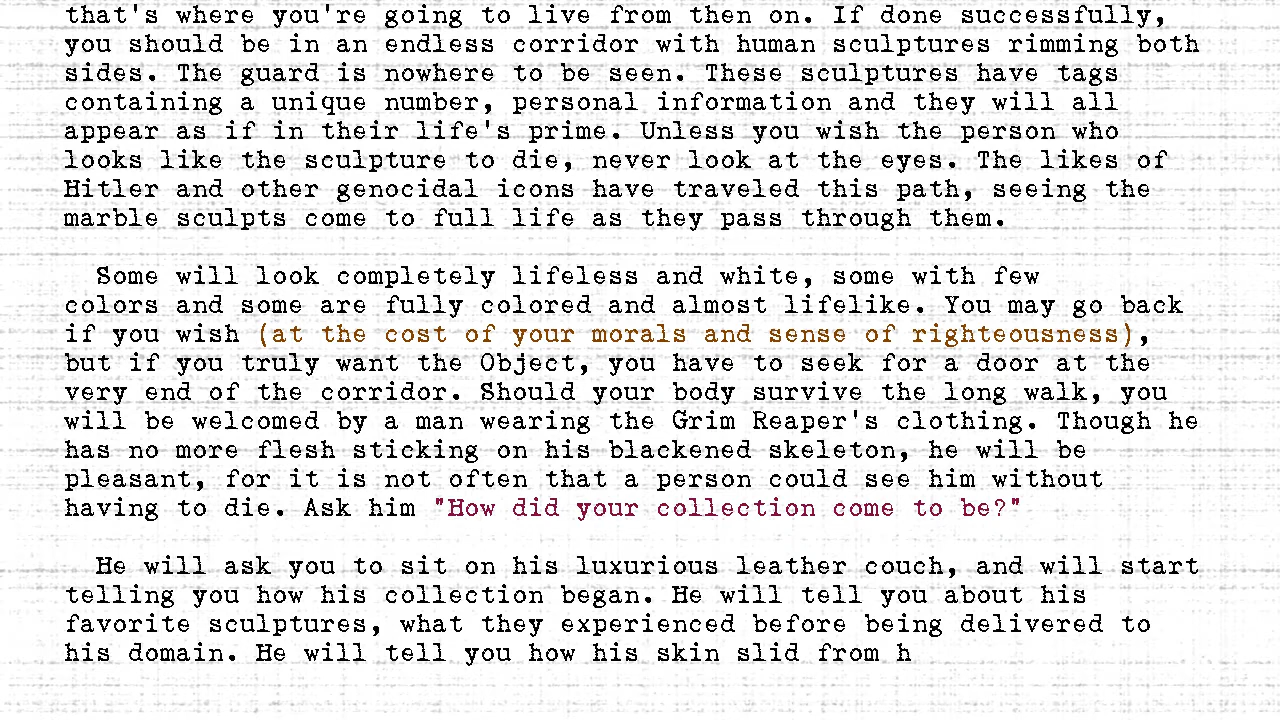 that's where you're going to live from then on. If done successfully,
you should be in an endless corridor with human sculptures rimming both
sides. The guard is nowhere to be seen. These sculptures have tags
containing a unique number, personal information and they will all
appear as if in their life's prime. Unless you wish the person who
looks like the sculpture to die, never look at the eyes. The likes of
Hitler and other genocidal icons have traveled this path, seeing the
marble sculpts come to full life as they pass through them.
Some will look completely lifeless and white, some with few
colors and some are fully colored and almost lifelike. You may go back
if you wish (at the cost of your morals and sense of righteousness),
but if you truly want the Object, you have to seek for a door at the
very end of the corridor. Should your body survive the long walk, you
will be welcomed by a man wearing the Grim Reaper's clothing. Though he
has no more flesh sticking on his blackened skeleton, he will be
pleasant, for it is not often that a person could see him without
having to die. Ask him "How did your collection come to be?"
He will ask you to sit on his luxurious leather couch, and will start
telling you how his collection began. He will tell you about his
favorite sculptures, what they experienced before being delivered to
his domain. He will tell you how his skin slid from h